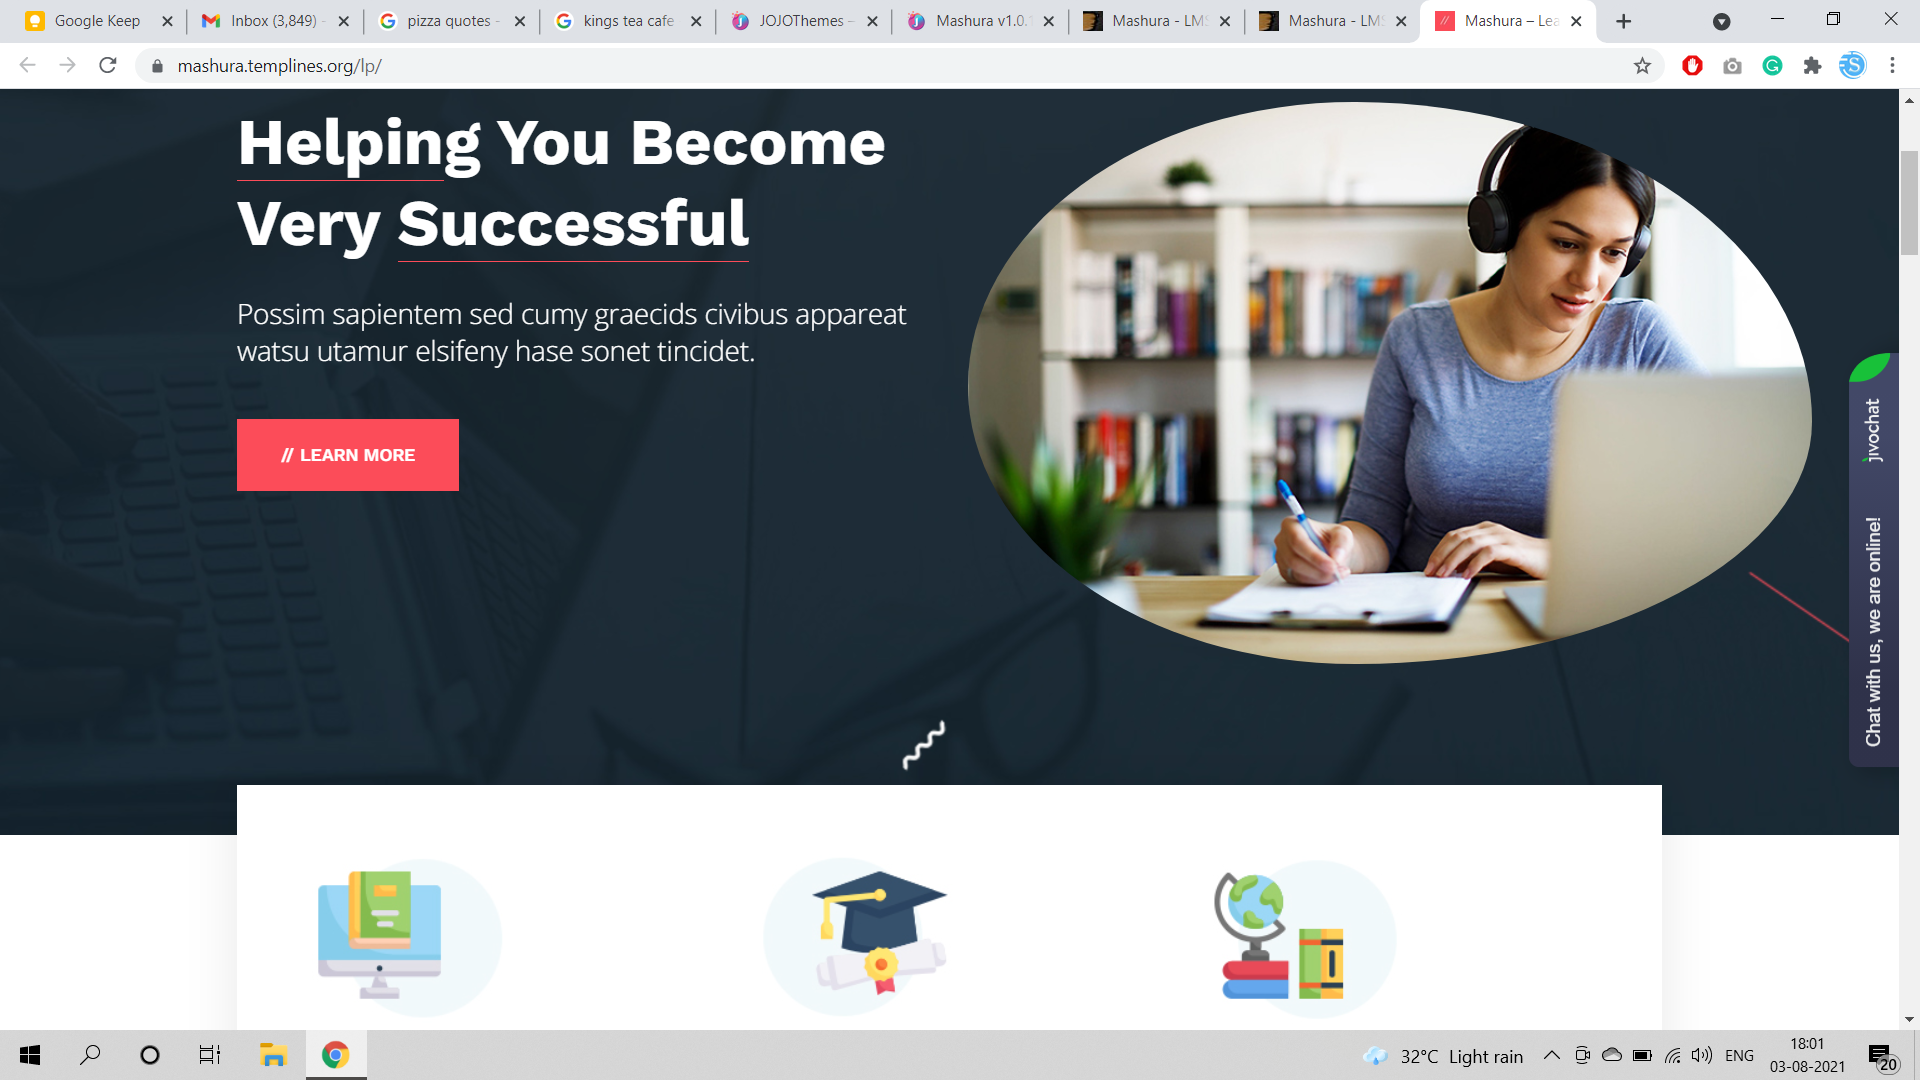 Google Keep
Inbox (3,849) -
pizza quotes -
kings tea cafe
JOJOThemes –
Mashura v1.0.
Mashura - LMS
Mashura - LMS
Mashura – Lea
mashura.templines.org/lp/
Helping You Become
Very Successful
Possim sapientem sed cumy graecids civibus appareat
watsu utamur elsifeny hase sonet tincidet.
// LEARN MORE
jivochat
Chat with us, we are online!
32°C Light rain
ENG
18:01
03-08-2021
20